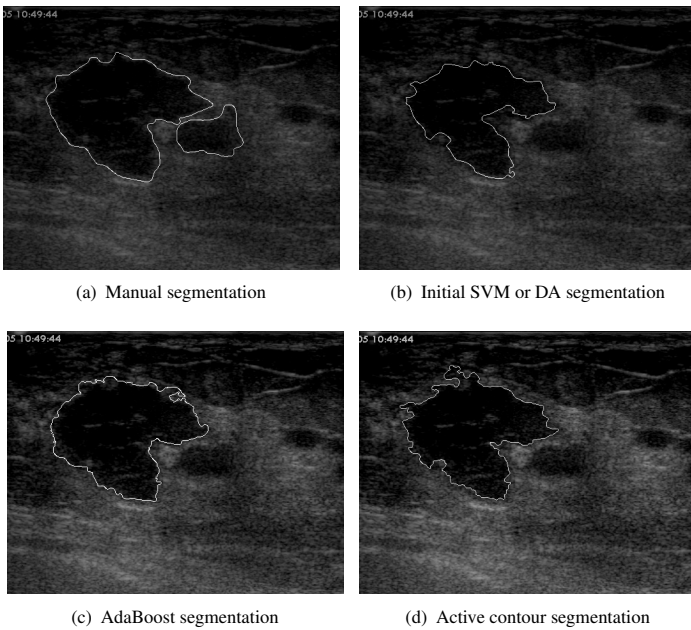 05 10:49:44
05 10:49:44
(a) Manual segmentation
(b) Initial SVM or DA segmentation
05 10:49:44
05 10:49:44
(c) AdaBoost segmentation
(d) Active contour segmentation